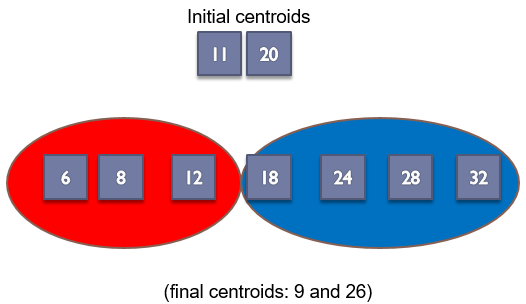 Initial centroids
11 20
6 8 12 18 24 28 32
(final centroids: 9 and 26)